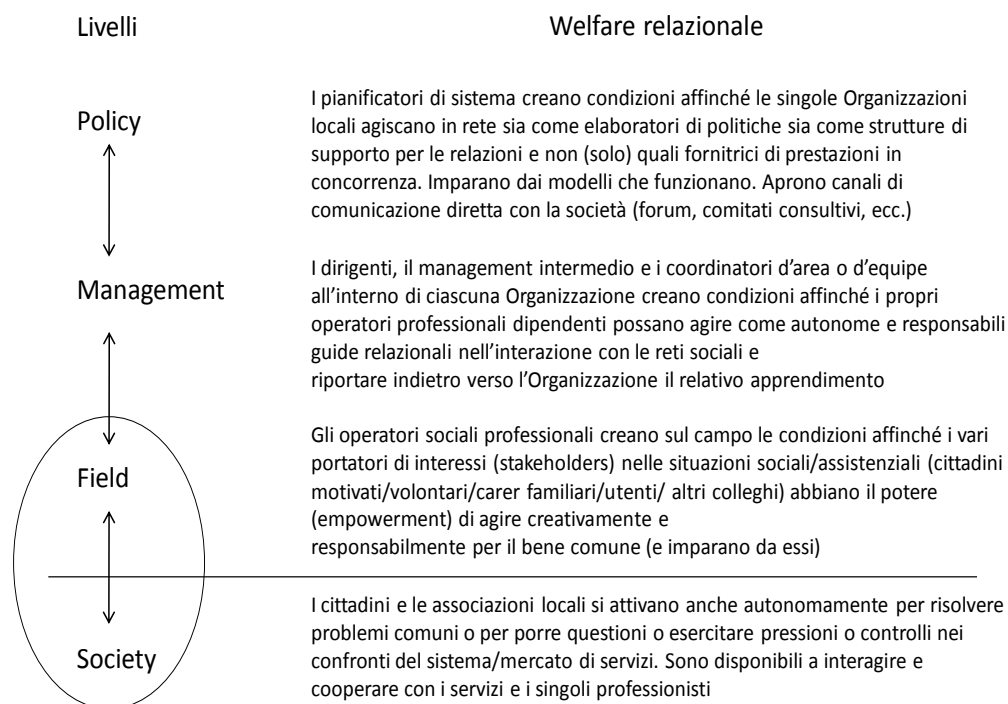 Livelli
Welfare relazionale
Policy
I pianificatori di sistema creano condizioni affinché le singole Organizzazioni
locali agiscano in rete sia come elaboratori di politiche sia come strutture di
supporto per le relazioni e non (solo) quali fornitrici di prestazioni in
concorrenza. Imparano dai modelli che funzionano. Aprono canali di
comunicazione diretta con la società (forum, comitati consultivi, ecc.)
Management
I dirigenti, il management intermedio e i coordinatori d’area o d’equipe
all’interno di ciascuna Organizzazione creano condizioni affinché i propri
operatori professionali dipendenti possano agire come autonome e responsabili
guide relazionali nell’interazione con le reti sociali e
riportare indietro verso l’Organizzazione il relativo apprendimento
Field
Gli operatori sociali professionali creano sul campo le condizioni affinché i vari
portatori di interessi (stakeholders) nelle situazioni sociali/assistenziali (cittadini
motivati/volontari/carer familiari/utenti/ altri colleghi) abbiano il potere
(empowerment) di agire creativamente e
responsabilmente per il bene comune (e imparano da essi)
Society
I cittadini e le associazioni locali si attivano anche autonomamente per risolvere
problemi comuni o per porre questioni o esercitare pressioni o controlli nei
confronti del sistema/mercato di servizi. Sono disponibili a interagire e
cooperare con i servizi e i singoli professionisti